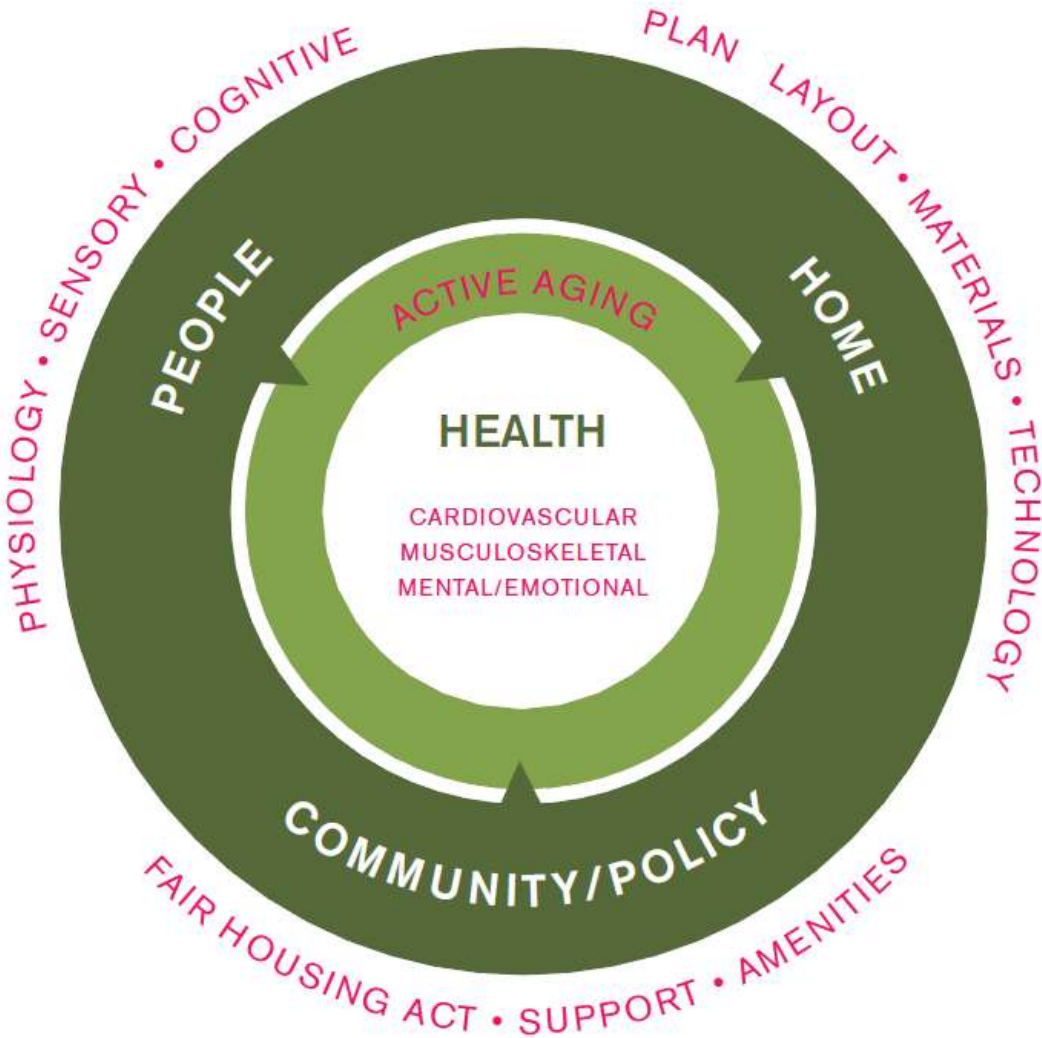 PHYSIOLOGY • SENSORY • COGNITIVE
PLAN LAYOUT • MATERIALS • TECHNOLOGY
PEOPLE
HOME
ACTIVE AGING
HEALTH
CARDIOVASCULAR
MUSCULOSKELETAL
MENTAL/EMOTIONAL
COMMUNITY/POLICY
FAIR HOUSING ACT • SUPPORT • AMENITIES